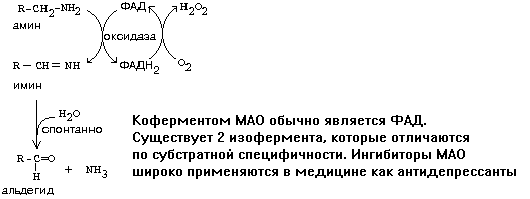 R-CH2-NH2 ФАД H2O2
амин
оксидаза
R — CH = NH ФАДН2 O2
имин
H2O
спонтанно
R-C=O + NH3
H
альдегид
Коферментом МАО обычно является ФАД.
Существует 2 изофермента, которые отличаются
по субстратной специфичности. Ингибиторы МАО
широко применяются в медицине как антидепрессанты